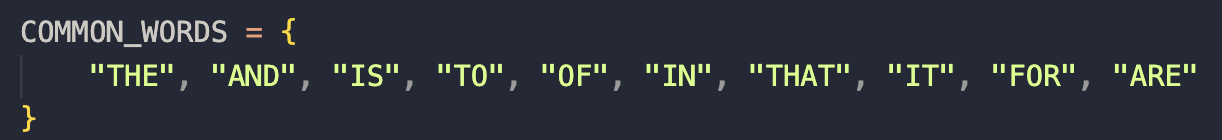 COMMON_WORDS = {
    "THE", "AND", "IS", "TO", "OF", "IN", "THAT", "IT", "FOR", "ARE"
}